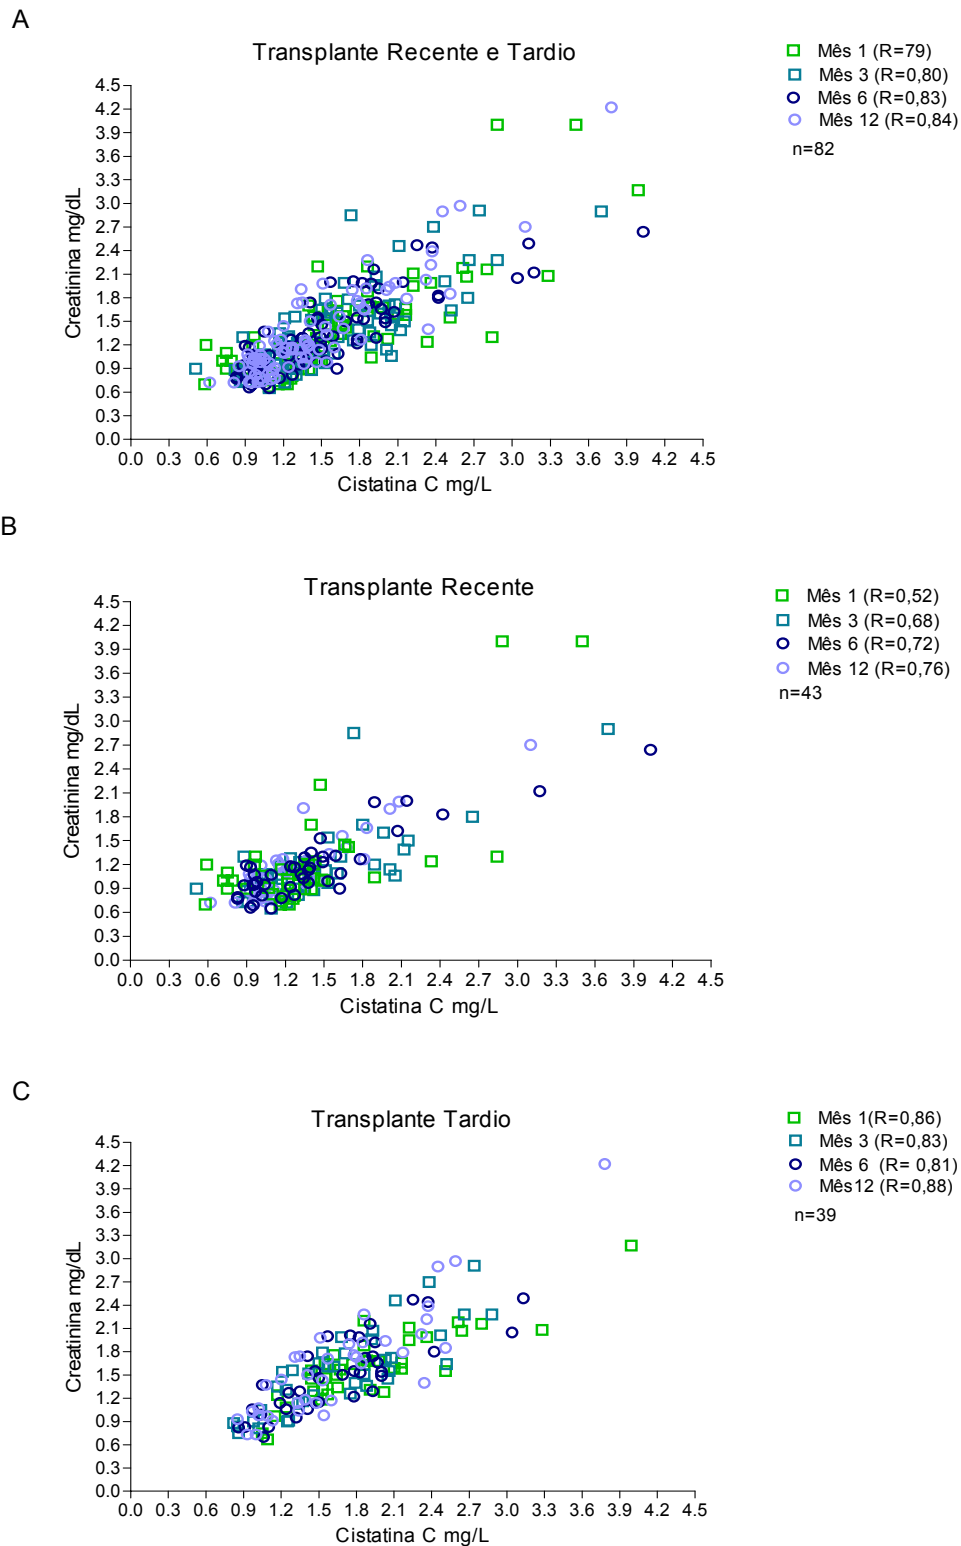 A
Transplante Recente e Tardio
Mês 1 (R=79)
Mês 3 (R=0,80)
Mês 6 (R=0,83)
Mês 12 (R=0,84)
n=82
Creatinina mg/dL
4.5
4.2
3.9
3.6
3.3
3.0
2.7
2.4
2.1
1.8
1.5
1.2
0.9
0.6
0.3
0.0
0.0 0.3 0.6 0.9 1.2 1.5 1.8 2.1 2.4 2.7 3.0 3.3 3.6 3.9 4.2 4.5
Cistatina C mg/L
B
Transplante Recente
Mês 1 (R=0,52)
Mês 3 (R=0,68)
Mês 6 (R=0,72)
Mês 12 (R=0,76)
n=43
Creatinina mg/dL
4.5
4.2
3.9
3.6
3.3
3.0
2.7
2.4
2.1
1.8
1.5
1.2
0.9
0.6
0.3
0.0
0.0 0.3 0.6 0.9 1.2 1.5 1.8 2.1 2.4 2.7 3.0 3.3 3.6 3.9 4.2 4.5
Cistatina C mg/L
C
Transplante Tardio
Mês 1(R=0,86)
Mês 3 (R=0,83)
Mês 6 (R= 0,81)
Mês12 (R=0,88)
n=39
Creatinina mg/dL
4.5
4.2
3.9
3.6
3.3
3.0
2.7
2.4
2.1
1.8
1.5
1.2
0.9
0.6
0.3
0.0
0.0 0.3 0.6 0.9 1.2 1.5 1.8 2.1 2.4 2.7 3.0 3.3 3.6 3.9 4.2 4.5
Cistatina C mg/L